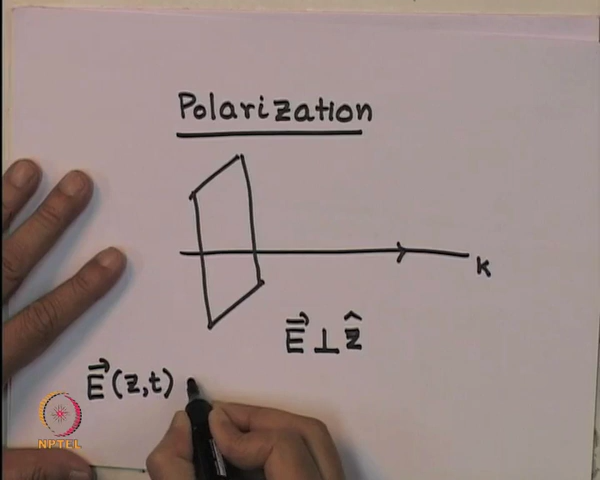 Polarization
k
E⃗ ⊥ ẑ
E⃗(z,t)
NPTEL